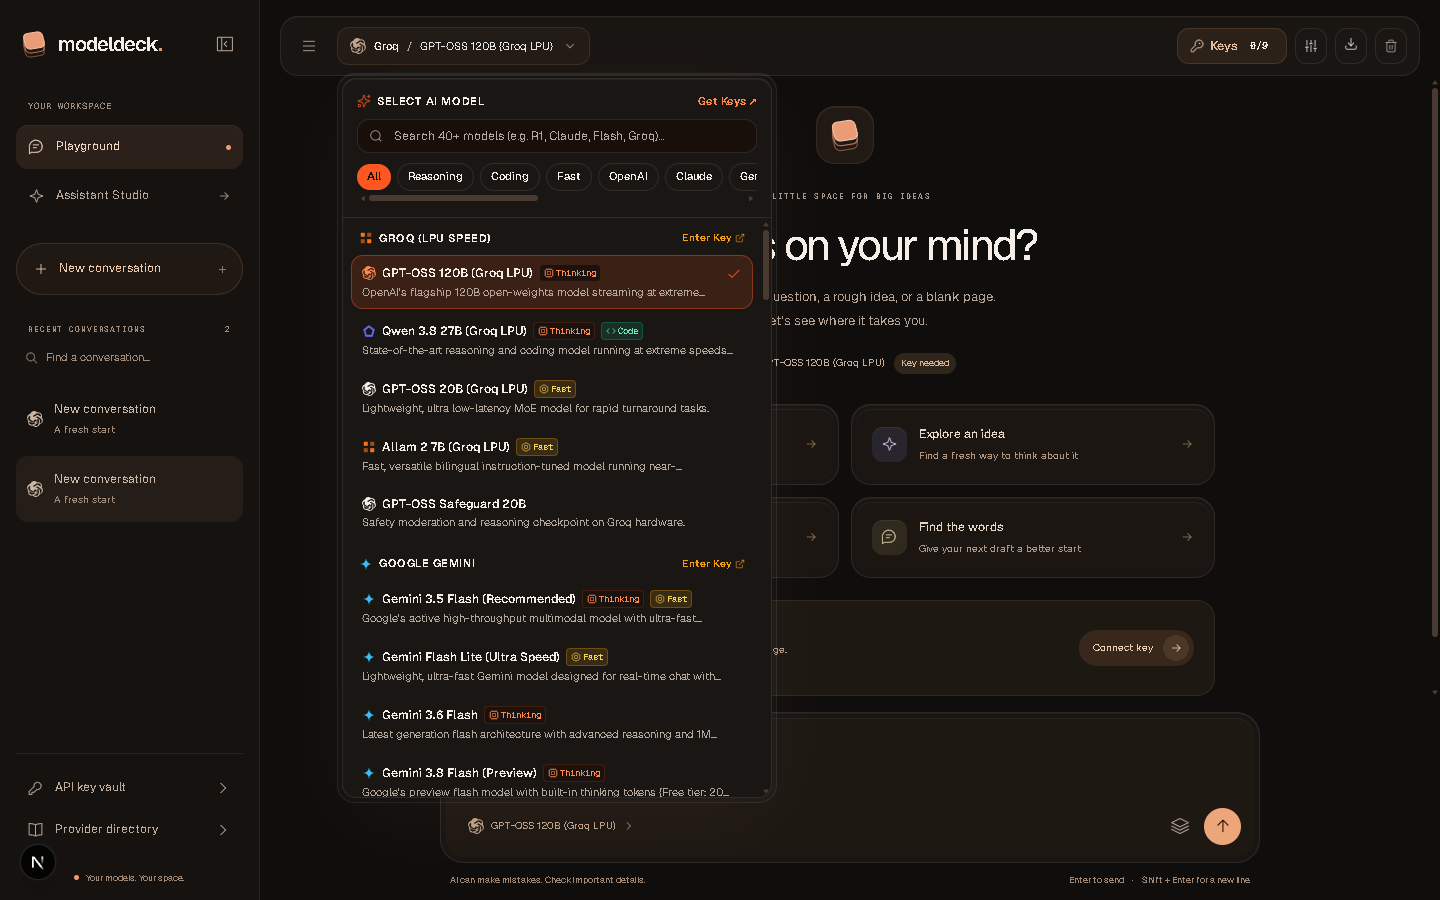 modeldeck.
YOUR WORKSPACE
Playground
Assistant Studio
New conversation
RECENT CONVERSATIONS 2
Find a conversation...
New conversation
A fresh start
New conversation
A fresh start
API key vault
Provider directory
N
Your models. Your space.
Groq / GPT-OSS 120B (Groq LPU)
Keys 0/9
SELECT AI MODEL Get Keys ↗
Search 40+ models (e.g. R1, Claude, Flash, Groq)...
All Reasoning Coding Fast OpenAI Claude Ger
GROQ (LPU SPEED) Enter Key
GPT-OSS 120B (Groq LPU) Thinking
OpenAI's flagship 120B open-weights model streaming at extreme...
Qwen 3.8 27B (Groq LPU) Thinking Code
State-of-the-art reasoning and coding model running at extreme speeds...
GPT-OSS 20B (Groq LPU) Fast
Lightweight, ultra low-latency MoE model for rapid turnaround tasks.
Allam 2 7B (Groq LPU) Fast
Fast, versatile bilingual instruction-tuned model running near-...
GPT-OSS Safeguard 20B
Safety moderation and reasoning checkpoint on Groq hardware.
GOOGLE GEMINI Enter Key
Gemini 3.5 Flash (Recommended) Thinking Fast
Google's active high-throughput multimodal model with ultra-fast...
Gemini Flash Lite (Ultra Speed) Fast
Lightweight, ultra-fast Gemini model designed for real-time chat with...
Gemini 3.6 Flash Thinking
Latest generation flash architecture with advanced reasoning and 1M...
Gemini 3.8 Flash (Preview) Thinking
Google's preview flash model with built-in thinking tokens (Free tier: 20...
LITTLE SPACE FOR BIG IDEAS
s on your mind?
uestion, a rough idea, or a blank page.
et's see where it takes you.
PT-OSS 120B (Groq LPU) Key needed
Explore an idea
Find a fresh way to think about it
Find the words
Give your next draft a better start
ge.
Connect key
GPT-OSS 120B (Groq LPU)
AI can make mistakes. Check important details.
Enter to send · Shift + Enter for a new line